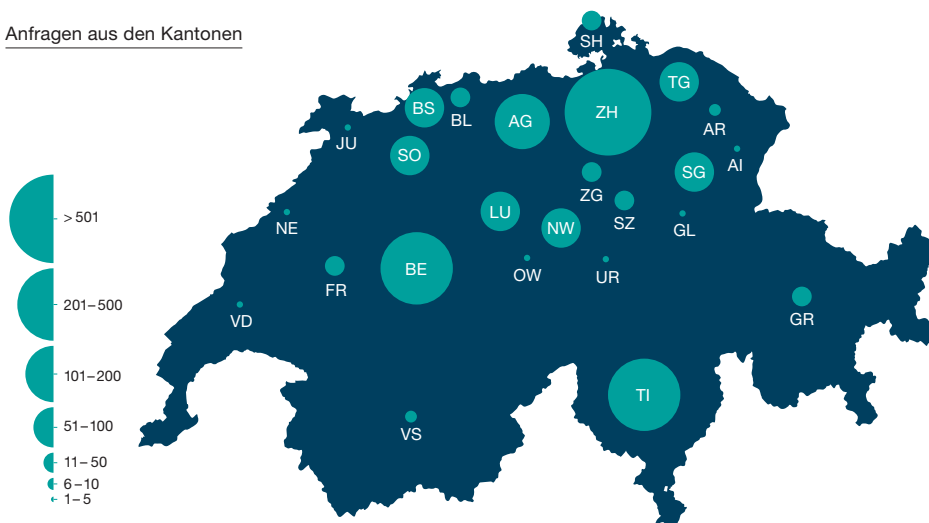 Anfragen aus den Kantonen
SH
TG
ZH
BS
BL
AG
AR
JU
SO
AI
SG
ZG
LU
SZ
> 501
NE
NW
GL
BE
OW
UR
FR
201–500
VD
GR
101–200
TI
51–100
VS
11–50
6–10
1–5